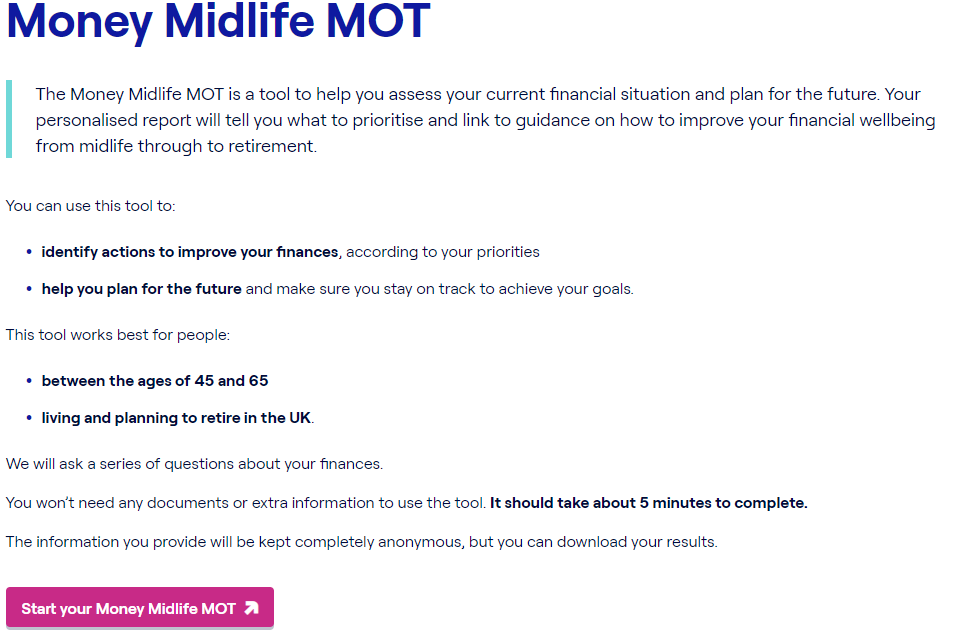 Money Midlife MOT
The Money Midlife MOT is a tool to help you assess your current financial situation and plan for the future. Your
personalised report will tell you what to prioritise and link to guidance on how to improve your financial wellbeing
from midlife through to retirement.
You can use this tool to:
• identify actions to improve your finances, according to your priorities
• help you plan for the future and make sure you stay on track to achieve your goals.
This tool works best for people:
• between the ages of 45 and 65
• living and planning to retire in the UK.
We will ask a series of questions about your finances.
You won’t need any documents or extra information to use the tool. It should take about 5 minutes to complete.
The information you provide will be kept completely anonymous, but you can download your results.
Start your Money Midlife MOT